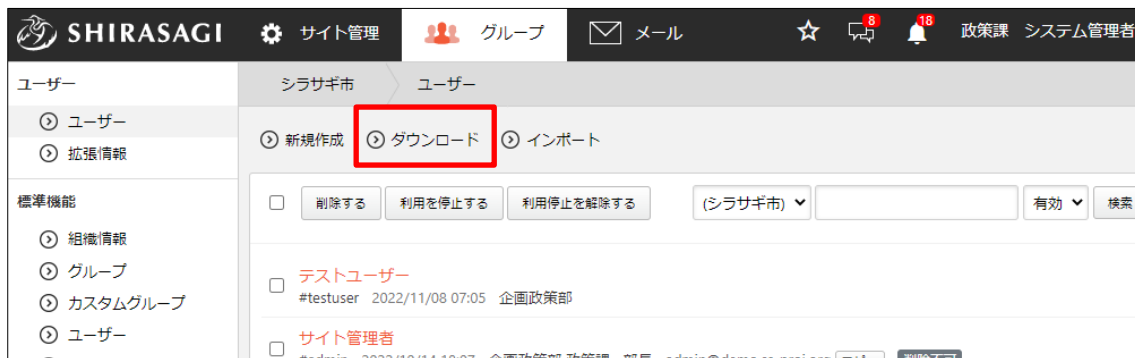 SHIRASAGI サイト管理 グループ メール 8 18 政策課 システム管理者
ユーザー
シラサギ市 ユーザー
ユーザー
拡張情報
新規作成 ダウンロード インポート
標準機能
削除する 利用を停止する 利用停止を解除する (シラサギ市) 有効 検索
組織情報
グループ
カスタムグループ
ユーザー
テストユーザー
#testuser 2022/11/08 07:05 企画政策部
サイト管理者